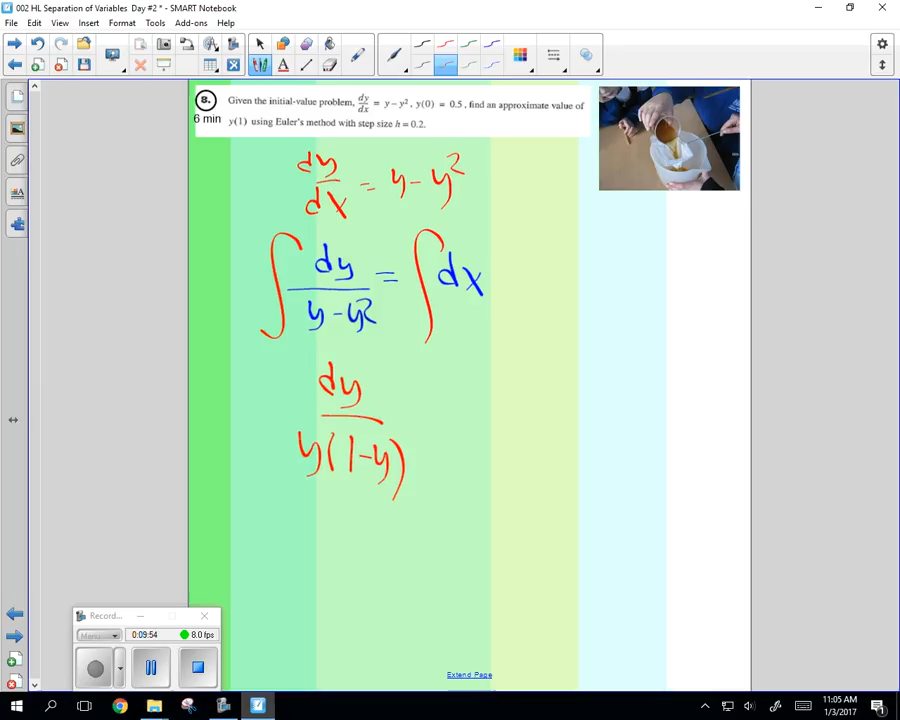 002 HL Separation of Variables Day #2 * - SMART Notebook
File Edit View Insert Format Tools Add-ons Help
8. Given the initial-value problem, dy/dx = y − y², y(0) = 0.5, find an approximate value of
6 min y(1) using Euler's method with step size h = 0.2.
dy/dx = y − y²
∫ dy/(y − y²) = ∫ dx
dy/y(1−y)
Record...
Menu
0:09:54 8.0 fps
Extend Page
11:05 AM
1/3/2017
1